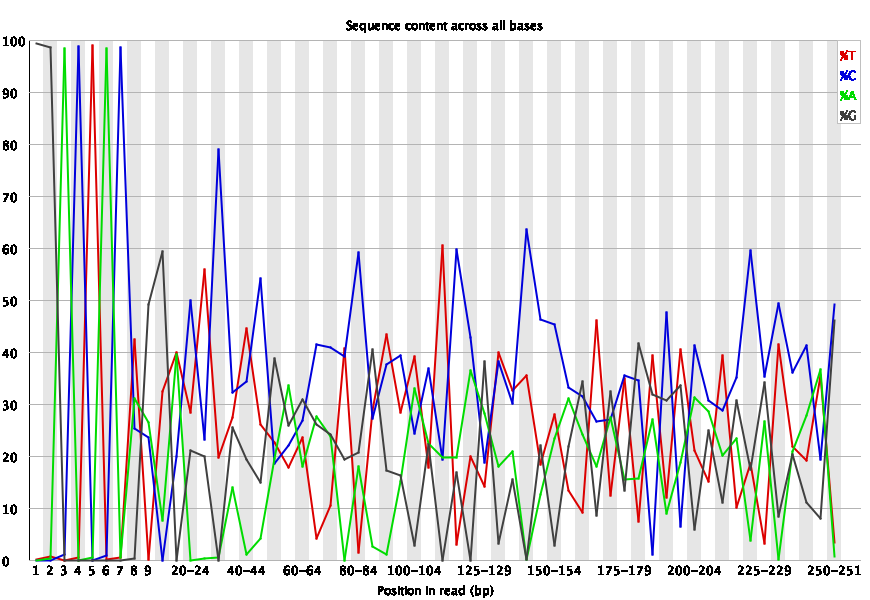 Sequence content across all bases
100
90
80
70
60
50
40
30
20
10
0
%T
%C
%A
%G
1 2 3 4 5 6 7 8 9 20-24 40-44 60-64 80-84 100-104 125-129 150-154 175-179 200-204 225-229 250-251
Position in read (bp)